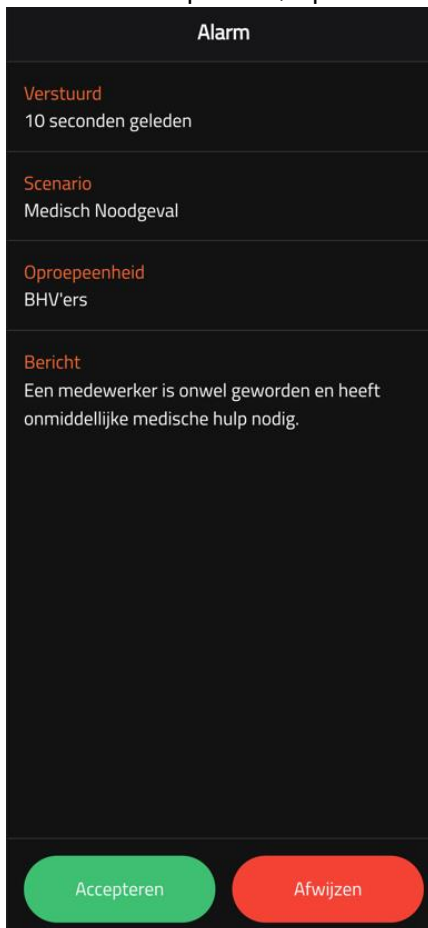 Alarm
Verstuurd
10 seconden geleden
Scenario
Medisch Noodgeval
Oproepeenheid
BHV'ers
Bericht
Een medewerker is onwel geworden en heeft
onmiddellijke medische hulp nodig.
Accepteren
Afwijzen